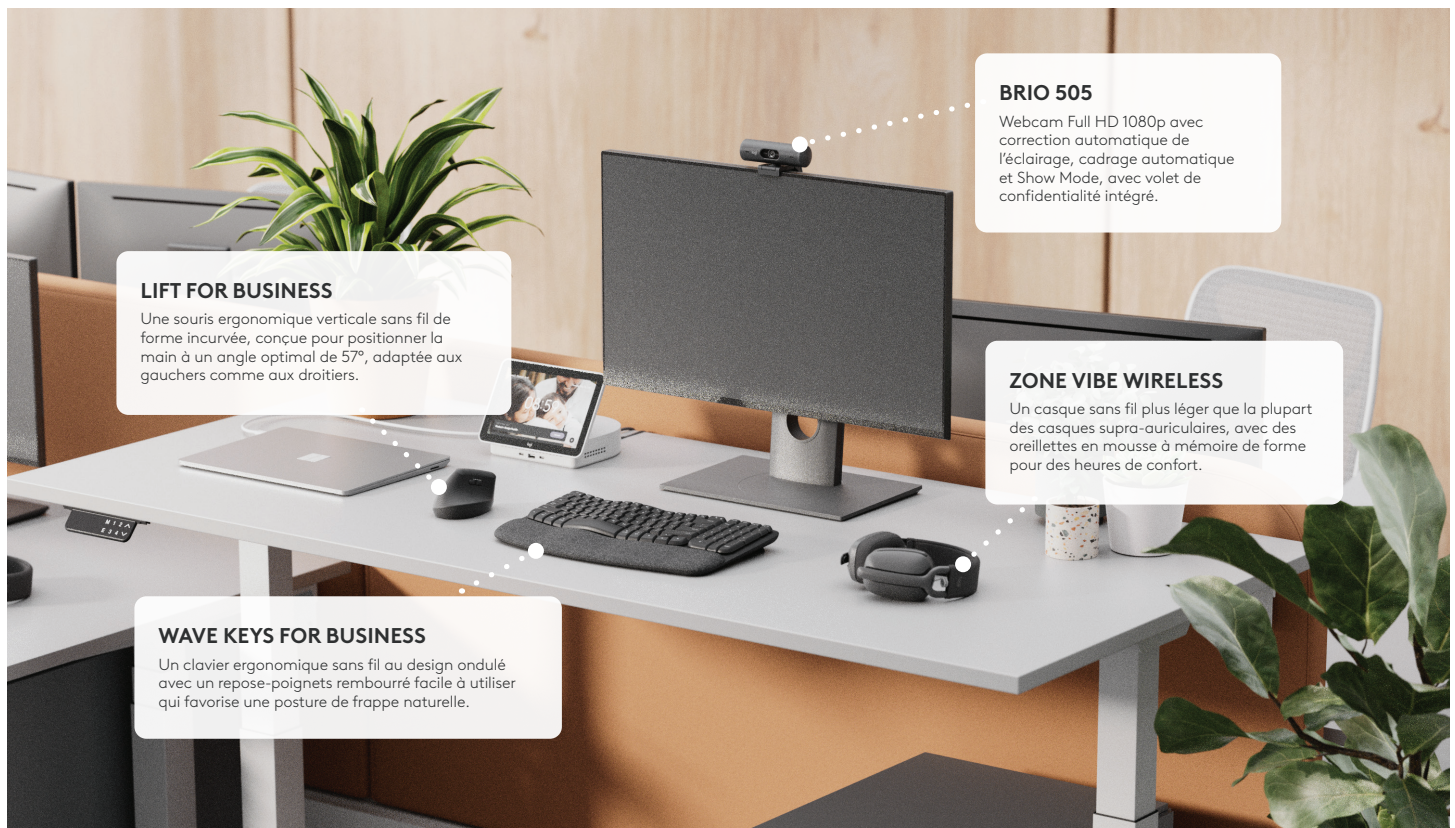 BRIO 505
Webcam Full HD 1080p avec
correction automatique de
l'éclairage, cadrage automatique
et Show Mode, avec volet de
confidentialité intégré.
LIFT FOR BUSINESS
Une souris ergonomique verticale sans fil de
forme incurvée, conçue pour positionner la
main à un angle optimal de 57°, adaptée aux
gauchers comme aux droitiers.
ZONE VIBE WIRELESS
Un casque sans fil plus léger que la plupart
des casques supra-auriculaires, avec des
oreillettes en mousse à mémoire de forme
pour des heures de confort.
WAVE KEYS FOR BUSINESS
Un clavier ergonomique sans fil au design ondulé
avec un repose-poignets rembourré facile à utiliser
qui favorise une posture de frappe naturelle.